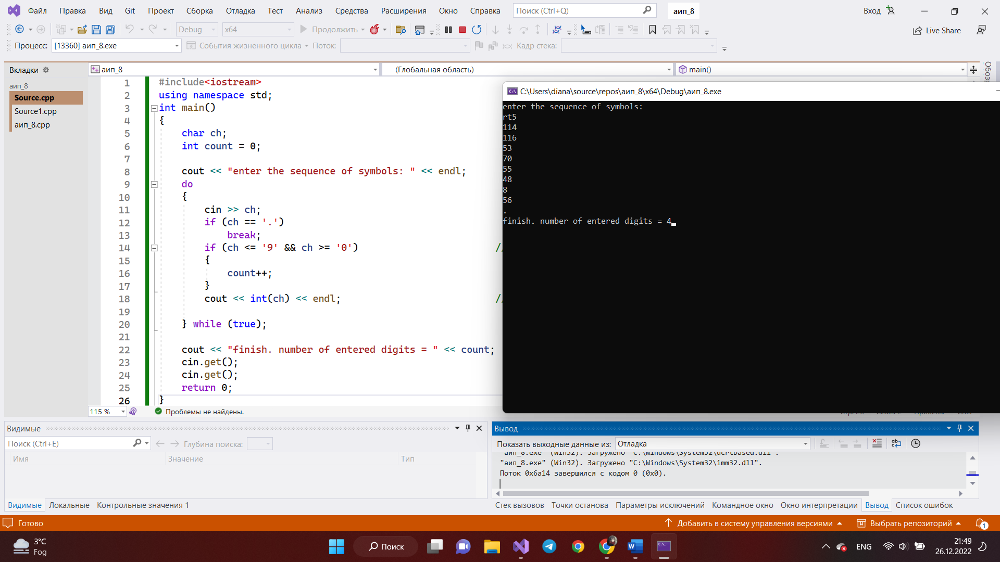 Файл Правка Вид Git Проект Сборка Отладка Тест Анализ Средства Расширения Окно Справка Поиск (Ctrl+Q) аип_8 Вход
Debug x64 Продолжить Live Share
Процесс: [13360] аип_8.exe События жизненного цикла Поток: Кадр стека:
Вкладки
аип_8
Source.cpp
Source1.cpp
аип_8.cpp
аип_8 (Глобальная область) main()
1 #include<iostream>
2 using namespace std;
3 int main()
4 {
5 char ch;
6 int count = 0;
7
8 cout << "enter the sequence of symbols: " << endl;
9 do
10 {
11 cin >> ch;
12 if (ch == '.')
13 break;
14 if (ch <= '9' && ch >= '0') //
15 {
16 count++;
17 }
18 cout << int(ch) << endl; //
19
20 } while (true);
21
22 cout << "finish. number of entered digits = " << count;
23 cin.get();
24 cin.get();
25 return 0;
26 }
C:\Users\diana\source\repos\аип_8\x64\Debug\аип_8.exe
enter the sequence of symbols:
rt5
114
116
53
70
55
48
8
56
.
finish. number of entered digits = 4
115 % Проблемы не найдены.
Видимые
Поиск (Ctrl+E) Глубина поиска:
Имя Значение Тип
Видимые Локальные Контрольные значения 1
Вывод
Показать выходные данные из: Отладка
"аип_8.exe" (Win32). Загружено "C:\Windows\System32\ucrtbased.dll".
"аип_8.exe" (Win32). Загружено "C:\Windows\System32\imm32.dll".
Поток 0x6a14 завершился с кодом 0 (0x0).
Стек вызовов Точки останова Параметры исключений Командное окно Окно интерпретации Вывод Список ошибок
Готово Добавить в систему управления версиями Выбрать репозиторий 1
3°C
Fog
Поиск
ENG
21:49
26.12.2022